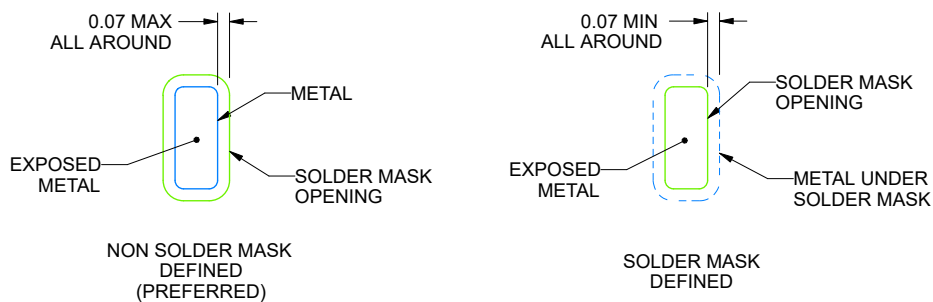 0.07 MAX
ALL AROUND
METAL
EXPOSED
METAL
SOLDER MASK
OPENING
NON SOLDER MASK
DEFINED
(PREFERRED)
0.07 MIN
ALL AROUND
SOLDER MASK
OPENING
EXPOSED
METAL
METAL UNDER
SOLDER MASK
SOLDER MASK
DEFINED